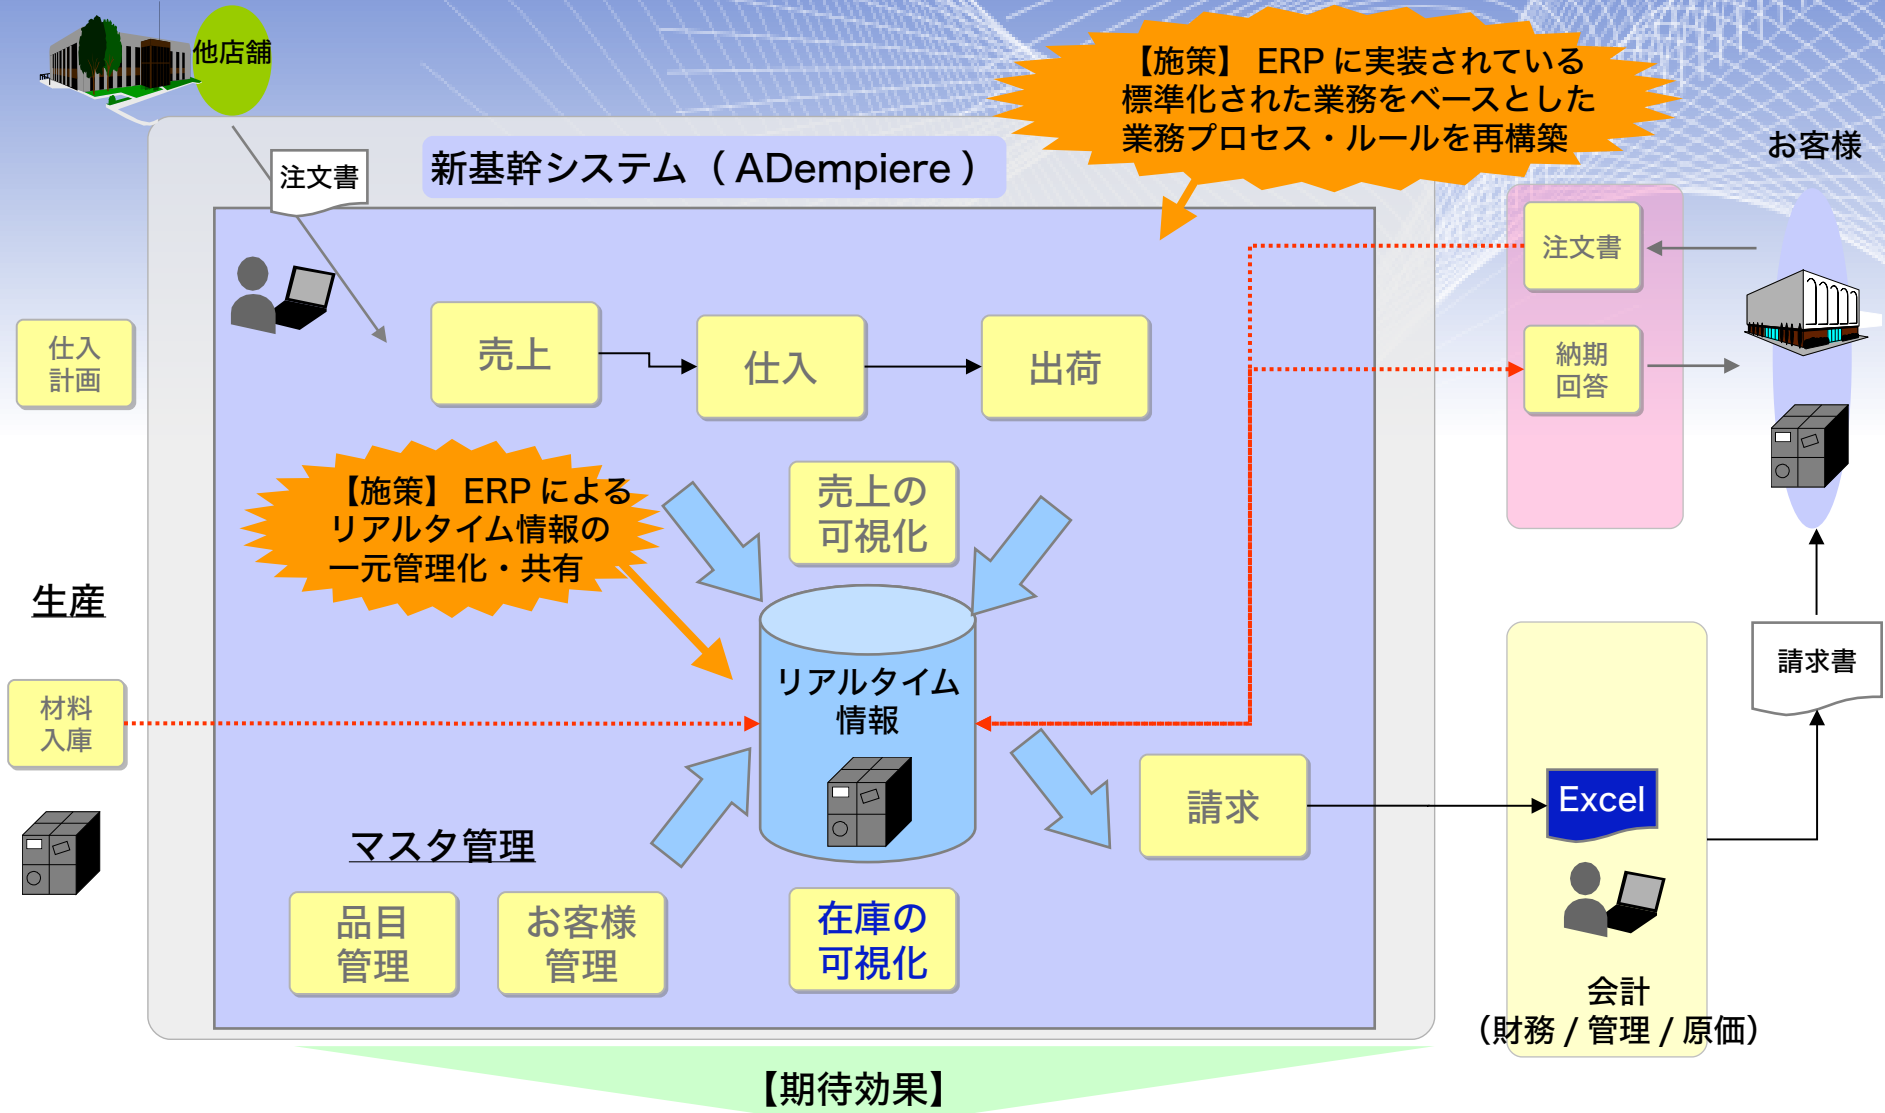 他店舗
【施策】 ERP に実装されている
標準化された業務をベースとした
業務プロセス・ルールを再構築
お客様
新基幹システム（ ADempiere ）
注文書
注文書
納期
回答
仕入
計画
売上
仕入
出荷
【施策】 ERP による
リアルタイム情報の
一元管理化・共有
売上の
可視化
生産
材料
入庫
リアルタイム
情報
請求書
請求
Excel
マスタ管理
品目
管理
お客様
管理
在庫の
可視化
会計
（財務 / 管理 / 原価）
【期待効果】